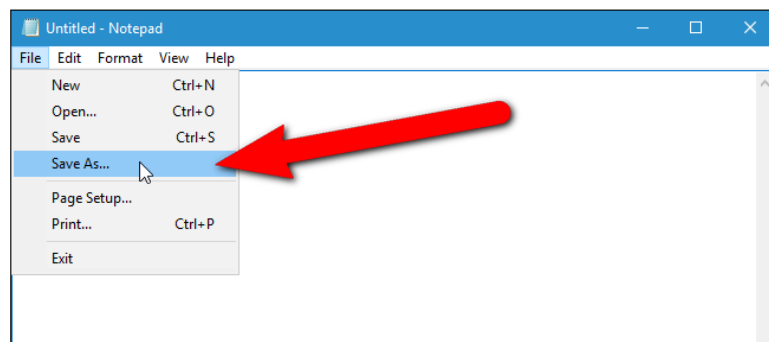 Untitled - Notepad
File Edit Format View Help
New Ctrl+N
Open... Ctrl+O
Save Ctrl+S
Save As...
Page Setup...
Print... Ctrl+P
Exit